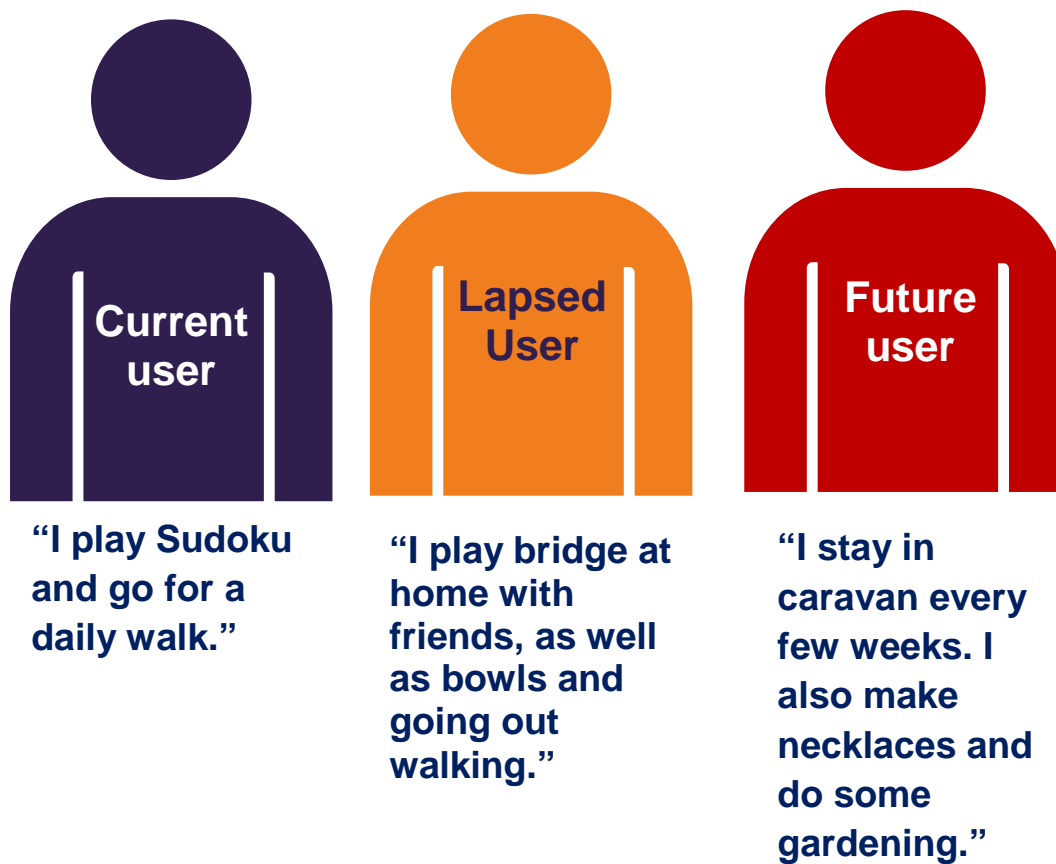 Current
user
Lapsed
User
Future
user
“I play Sudoku
and go for a
daily walk.”
“I play bridge at
home with
friends, as well
as bowls and
going out
walking.”
“I stay in
caravan every
few weeks. I
also make
necklaces and
do some
gardening.”